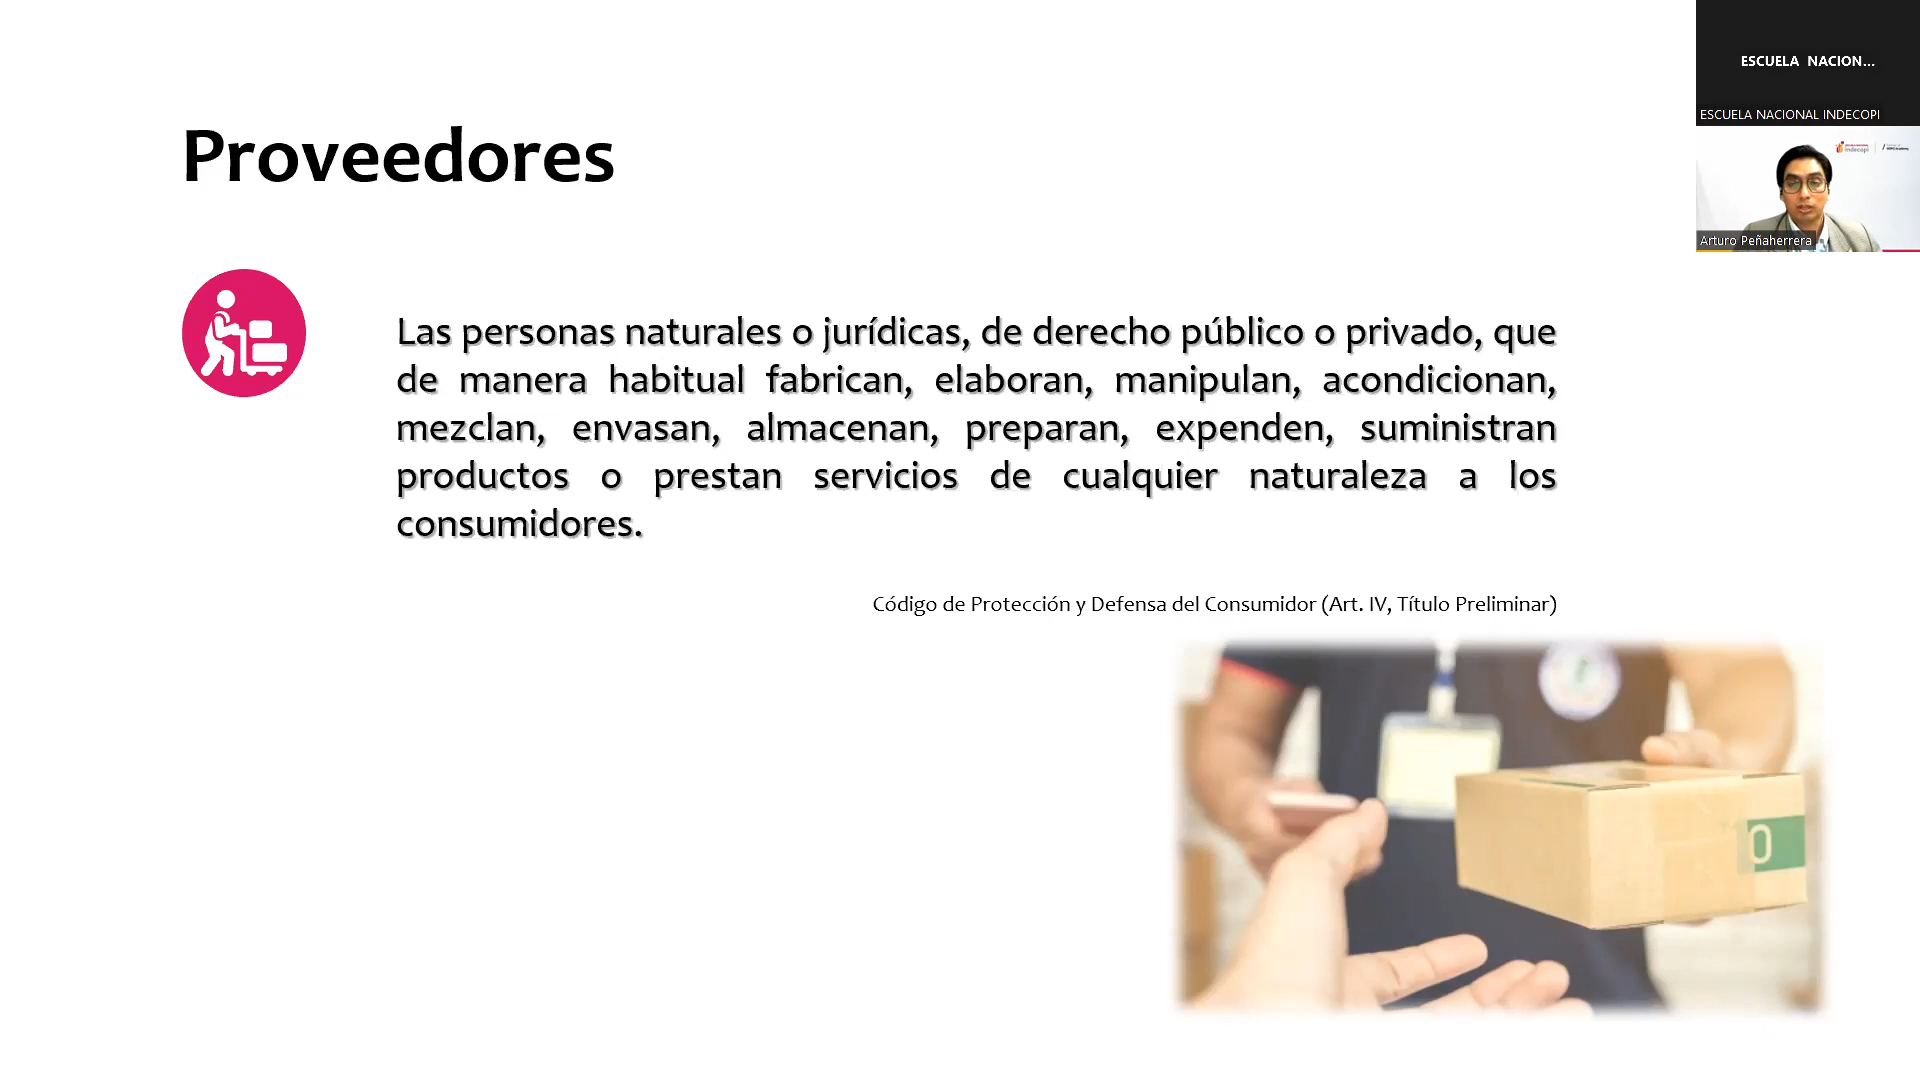 ESCUELA NACION...
ESCUELA NACIONAL INDECOPI
Proveedores
indecopi
Arturo Peñaherrera
Las personas naturales o jurídicas, de derecho público o privado, que
de manera habitual fabrican, elaboran, manipulan, acondicionan,
mezclan, envasan, almacenan, preparan, expenden, suministran
productos o prestan servicios de cualquier naturaleza a los
consumidores.
Código de Protección y Defensa del Consumidor (Art. IV, Título Preliminar)
O